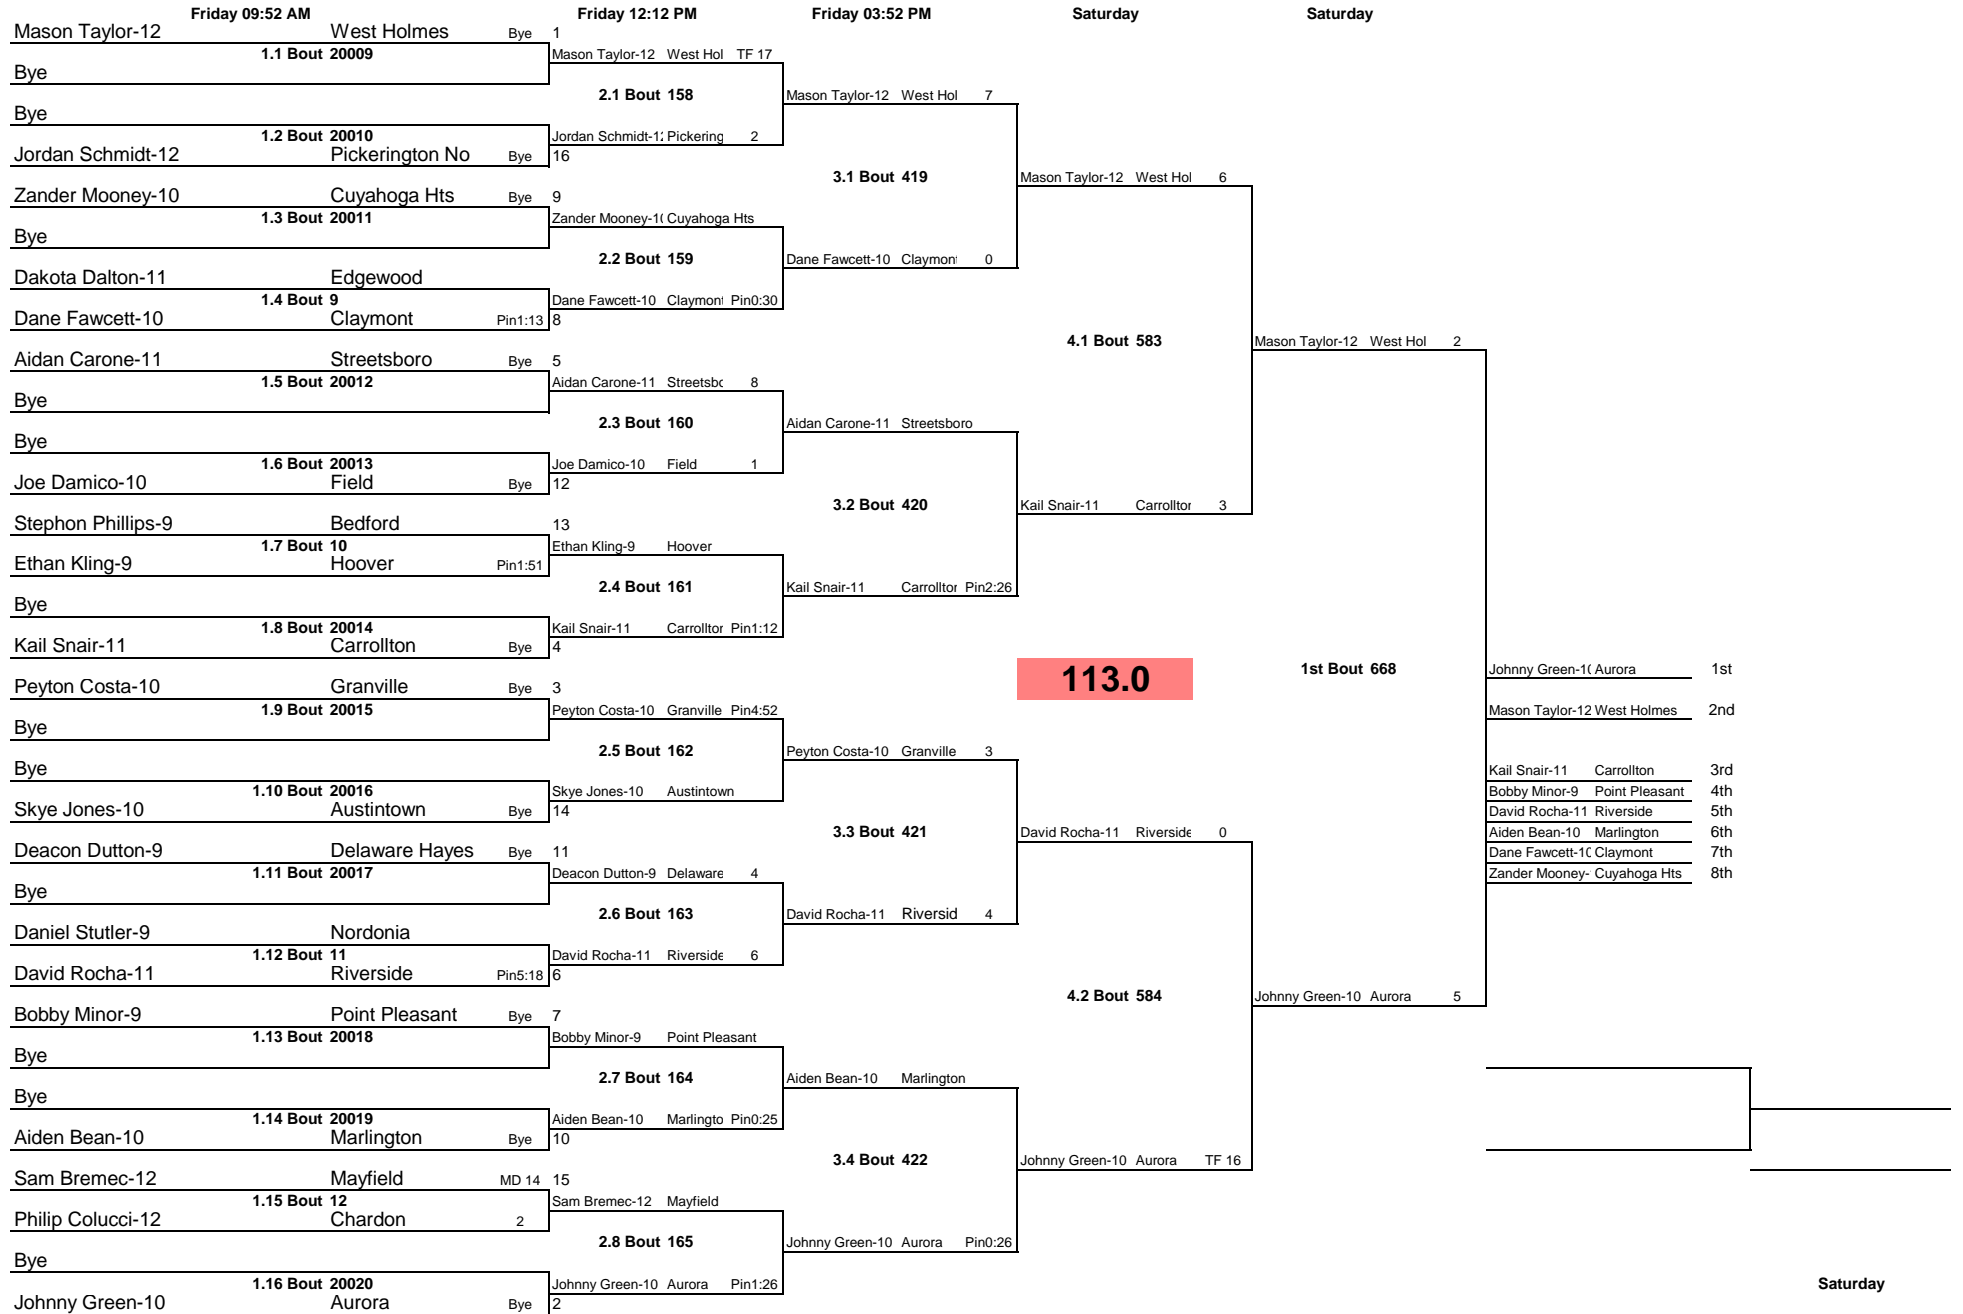 Friday 09:52 AM Friday 12:12 PM Friday 03:52 PM Saturday Saturday
Mason Taylor-12 West Holmes Bye 1
1.1 Bout 20009 Mason Taylor-12 West Hol TF 17
Bye
2.1 Bout 158 Mason Taylor-12 West Hol 7
Bye
1.2 Bout 20010 Jordan Schmidt-12 Pickering 2
Jordan Schmidt-12 Pickerington No Bye 16
3.1 Bout 419 Mason Taylor-12 West Hol 6
Zander Mooney-10 Cuyahoga Hts Bye 9
1.3 Bout 20011 Zander Mooney-10 Cuyahoga Hts
Bye
2.2 Bout 159 Dane Fawcett-10 Claymont 0
Dakota Dalton-11 Edgewood
1.4 Bout 9 Dane Fawcett-10 Claymont Pin0:30
Dane Fawcett-10 Claymont Pin1:13 8
4.1 Bout 583 Mason Taylor-12 West Hol 2
Aidan Carone-11 Streetsboro Bye 5
1.5 Bout 20012 Aidan Carone-11 Streetsbo 8
Bye
2.3 Bout 160 Aidan Carone-11 Streetsboro
Bye
1.6 Bout 20013 Joe Damico-10 Field 1
Joe Damico-10 Field Bye 12
3.2 Bout 420 Kail Snair-11 Carrollton 3
Stephon Phillips-9 Bedford 13
1.7 Bout 10 Ethan Kling-9 Hoover
Ethan Kling-9 Hoover Pin1:51
2.4 Bout 161 Kail Snair-11 Carrollton Pin2:26
Bye
1.8 Bout 20014 Kail Snair-11 Carrollton Pin1:12
Kail Snair-11 Carrollton Bye 4
113.0 1st Bout 668 Johnny Green-10 Aurora 1st
Peyton Costa-10 Granville Bye 3
1.9 Bout 20015 Peyton Costa-10 Granville Pin4:52 Mason Taylor-12 West Holmes 2nd
Bye
2.5 Bout 162 Peyton Costa-10 Granville 3
Bye Kail Snair-11 Carrollton 3rd
1.10 Bout 20016 Skye Jones-10 Austintown Bobby Minor-9 Point Pleasant 4th
Skye Jones-10 Austintown Bye 14 David Rocha-11 Riverside 5th
3.3 Bout 421 David Rocha-11 Riverside 0 Aiden Bean-10 Marlington 6th
Deacon Dutton-9 Delaware Hayes Bye 11 Dane Fawcett-10 Claymont 7th
1.11 Bout 20017 Deacon Dutton-9 Delaware 4 Zander Mooney- Cuyahoga Hts 8th
Bye
2.6 Bout 163 David Rocha-11 Riversid 4
Daniel Stutler-9 Nordonia
1.12 Bout 11 David Rocha-11 Riverside 6
David Rocha-11 Riverside Pin5:18 6
4.2 Bout 584 Johnny Green-10 Aurora 5
Bobby Minor-9 Point Pleasant Bye 7
1.13 Bout 20018 Bobby Minor-9 Point Pleasant
Bye
2.7 Bout 164 Aiden Bean-10 Marlington
Bye
1.14 Bout 20019 Aiden Bean-10 Marlingto Pin0:25
Aiden Bean-10 Marlington Bye 10
3.4 Bout 422 Johnny Green-10 Aurora TF 16
Sam Bremec-12 Mayfield MD 14 15
1.15 Bout 12 Sam Bremec-12 Mayfield
Philip Colucci-12 Chardon 2
2.8 Bout 165 Johnny Green-10 Aurora Pin0:26
Bye
1.16 Bout 20020 Johnny Green-10 Aurora Pin1:26 Saturday
Johnny Green-10 Aurora Bye 2